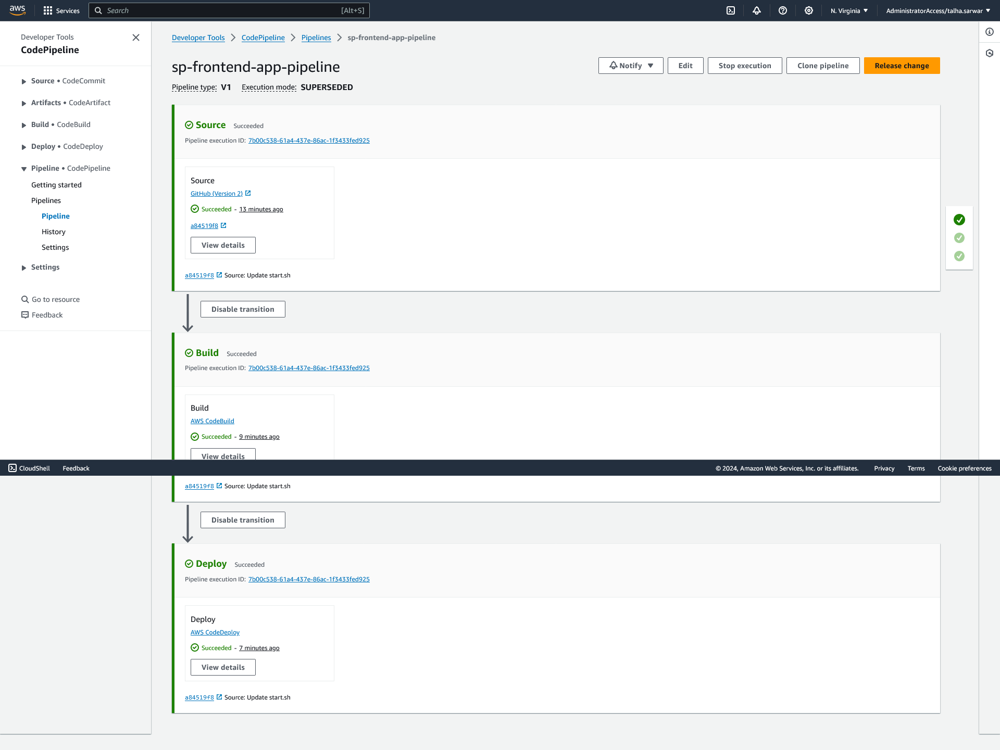 aws
Services
Search
[Alt+S]
N. Virginia
AdministratorAccess/talha.sarwar
Developer Tools
CodePipeline
Source • CodeCommit
Artifacts • CodeArtifact
Build • CodeBuild
Deploy • CodeDeploy
Pipeline • CodePipeline
Getting started
Pipelines
Pipeline
History
Settings
Settings
Go to resource
Feedback
Developer Tools
CodePipeline
Pipelines
sp-frontend-app-pipeline
sp-frontend-app-pipeline
Notify
Edit
Stop execution
Clone pipeline
Release change
Pipeline type: V1
Execution mode: SUPERSEDED
Source Succeeded
Pipeline execution ID: 7b00c538-61a4-437e-86ac-1f3433fed925
Source
GitHub (Version 2)
Succeeded - 13 minutes ago
a84519f8
View details
a84519f8 Source: Update start.sh
Disable transition
Build Succeeded
Pipeline execution ID: 7b00c538-61a4-437e-86ac-1f3433fed925
Build
AWS CodeBuild
Succeeded - 9 minutes ago
View details
CloudShell
Feedback
© 2024, Amazon Web Services, Inc. or its affiliates.
Privacy
Terms
Cookie preferences
a84519f8 Source: Update start.sh
Disable transition
Deploy Succeeded
Pipeline execution ID: 7b00c538-61a4-437e-86ac-1f3433fed925
Deploy
AWS CodeDeploy
Succeeded - 7 minutes ago
View details
a84519f8 Source: Update start.sh